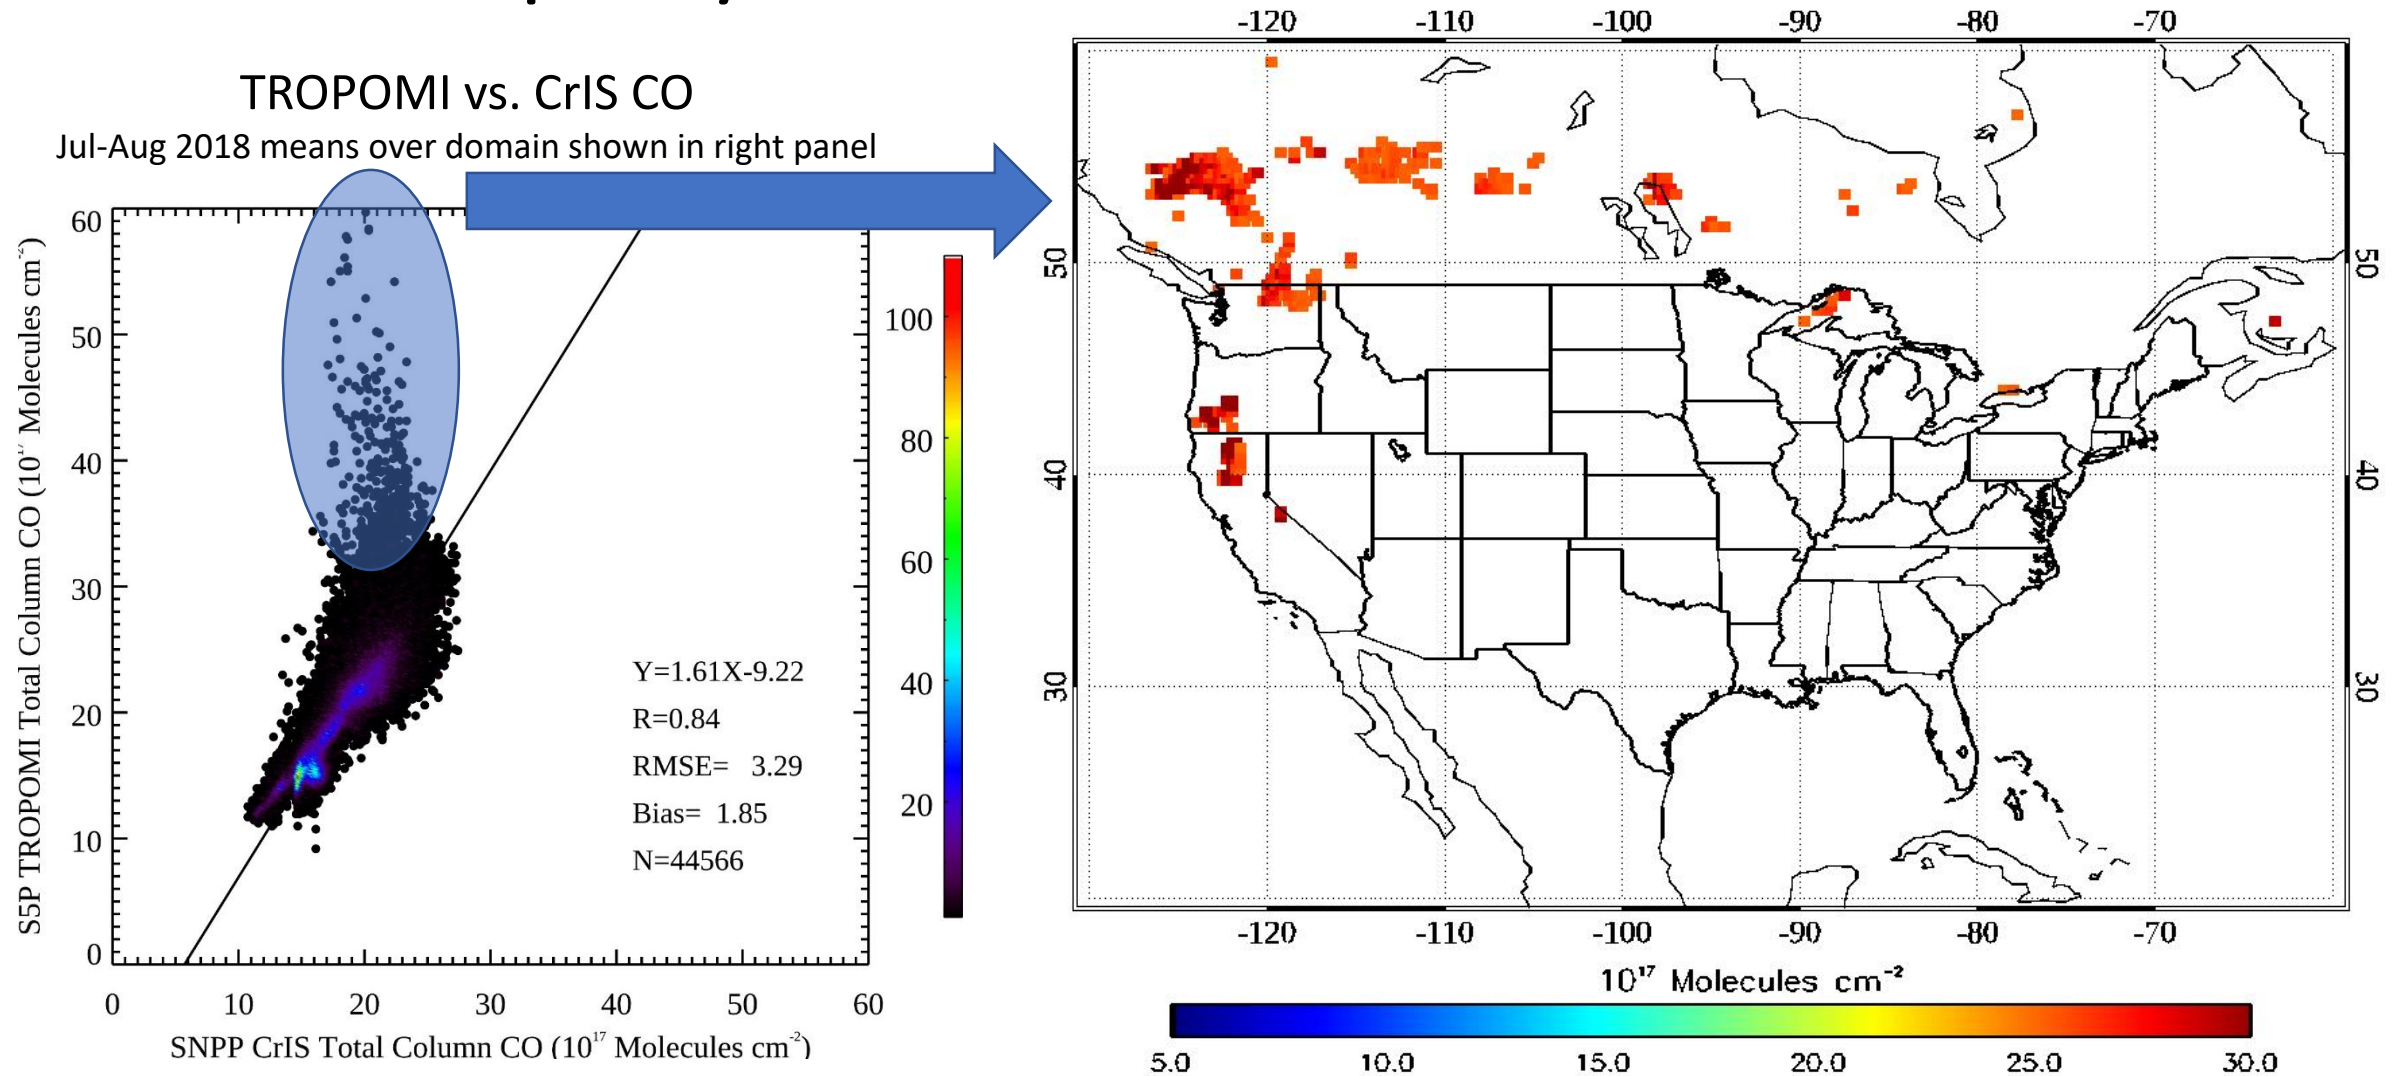 TROPOMI vs. CrIS CO
Jul-Aug 2018 means over domain shown in right panel
S5P TROPOMI Total Column CO (10¹⁷ Molecules cm⁻²)
60
50
40
30
20
10
0
0 10 20 30 40 50 60
SNPP CrIS Total Column CO (10¹⁷ Molecules cm⁻²)
Y=1.61X-9.22
R=0.84
RMSE= 3.29
Bias= 1.85
N=44566
100
80
60
40
20
-120 -110 -100 -90 -80 -70
50 50
40 40
30 30
-120 -110 -100 -90 -80 -70
10¹⁷ Molecules cm⁻²
5.0 10.0 15.0 20.0 25.0 30.0